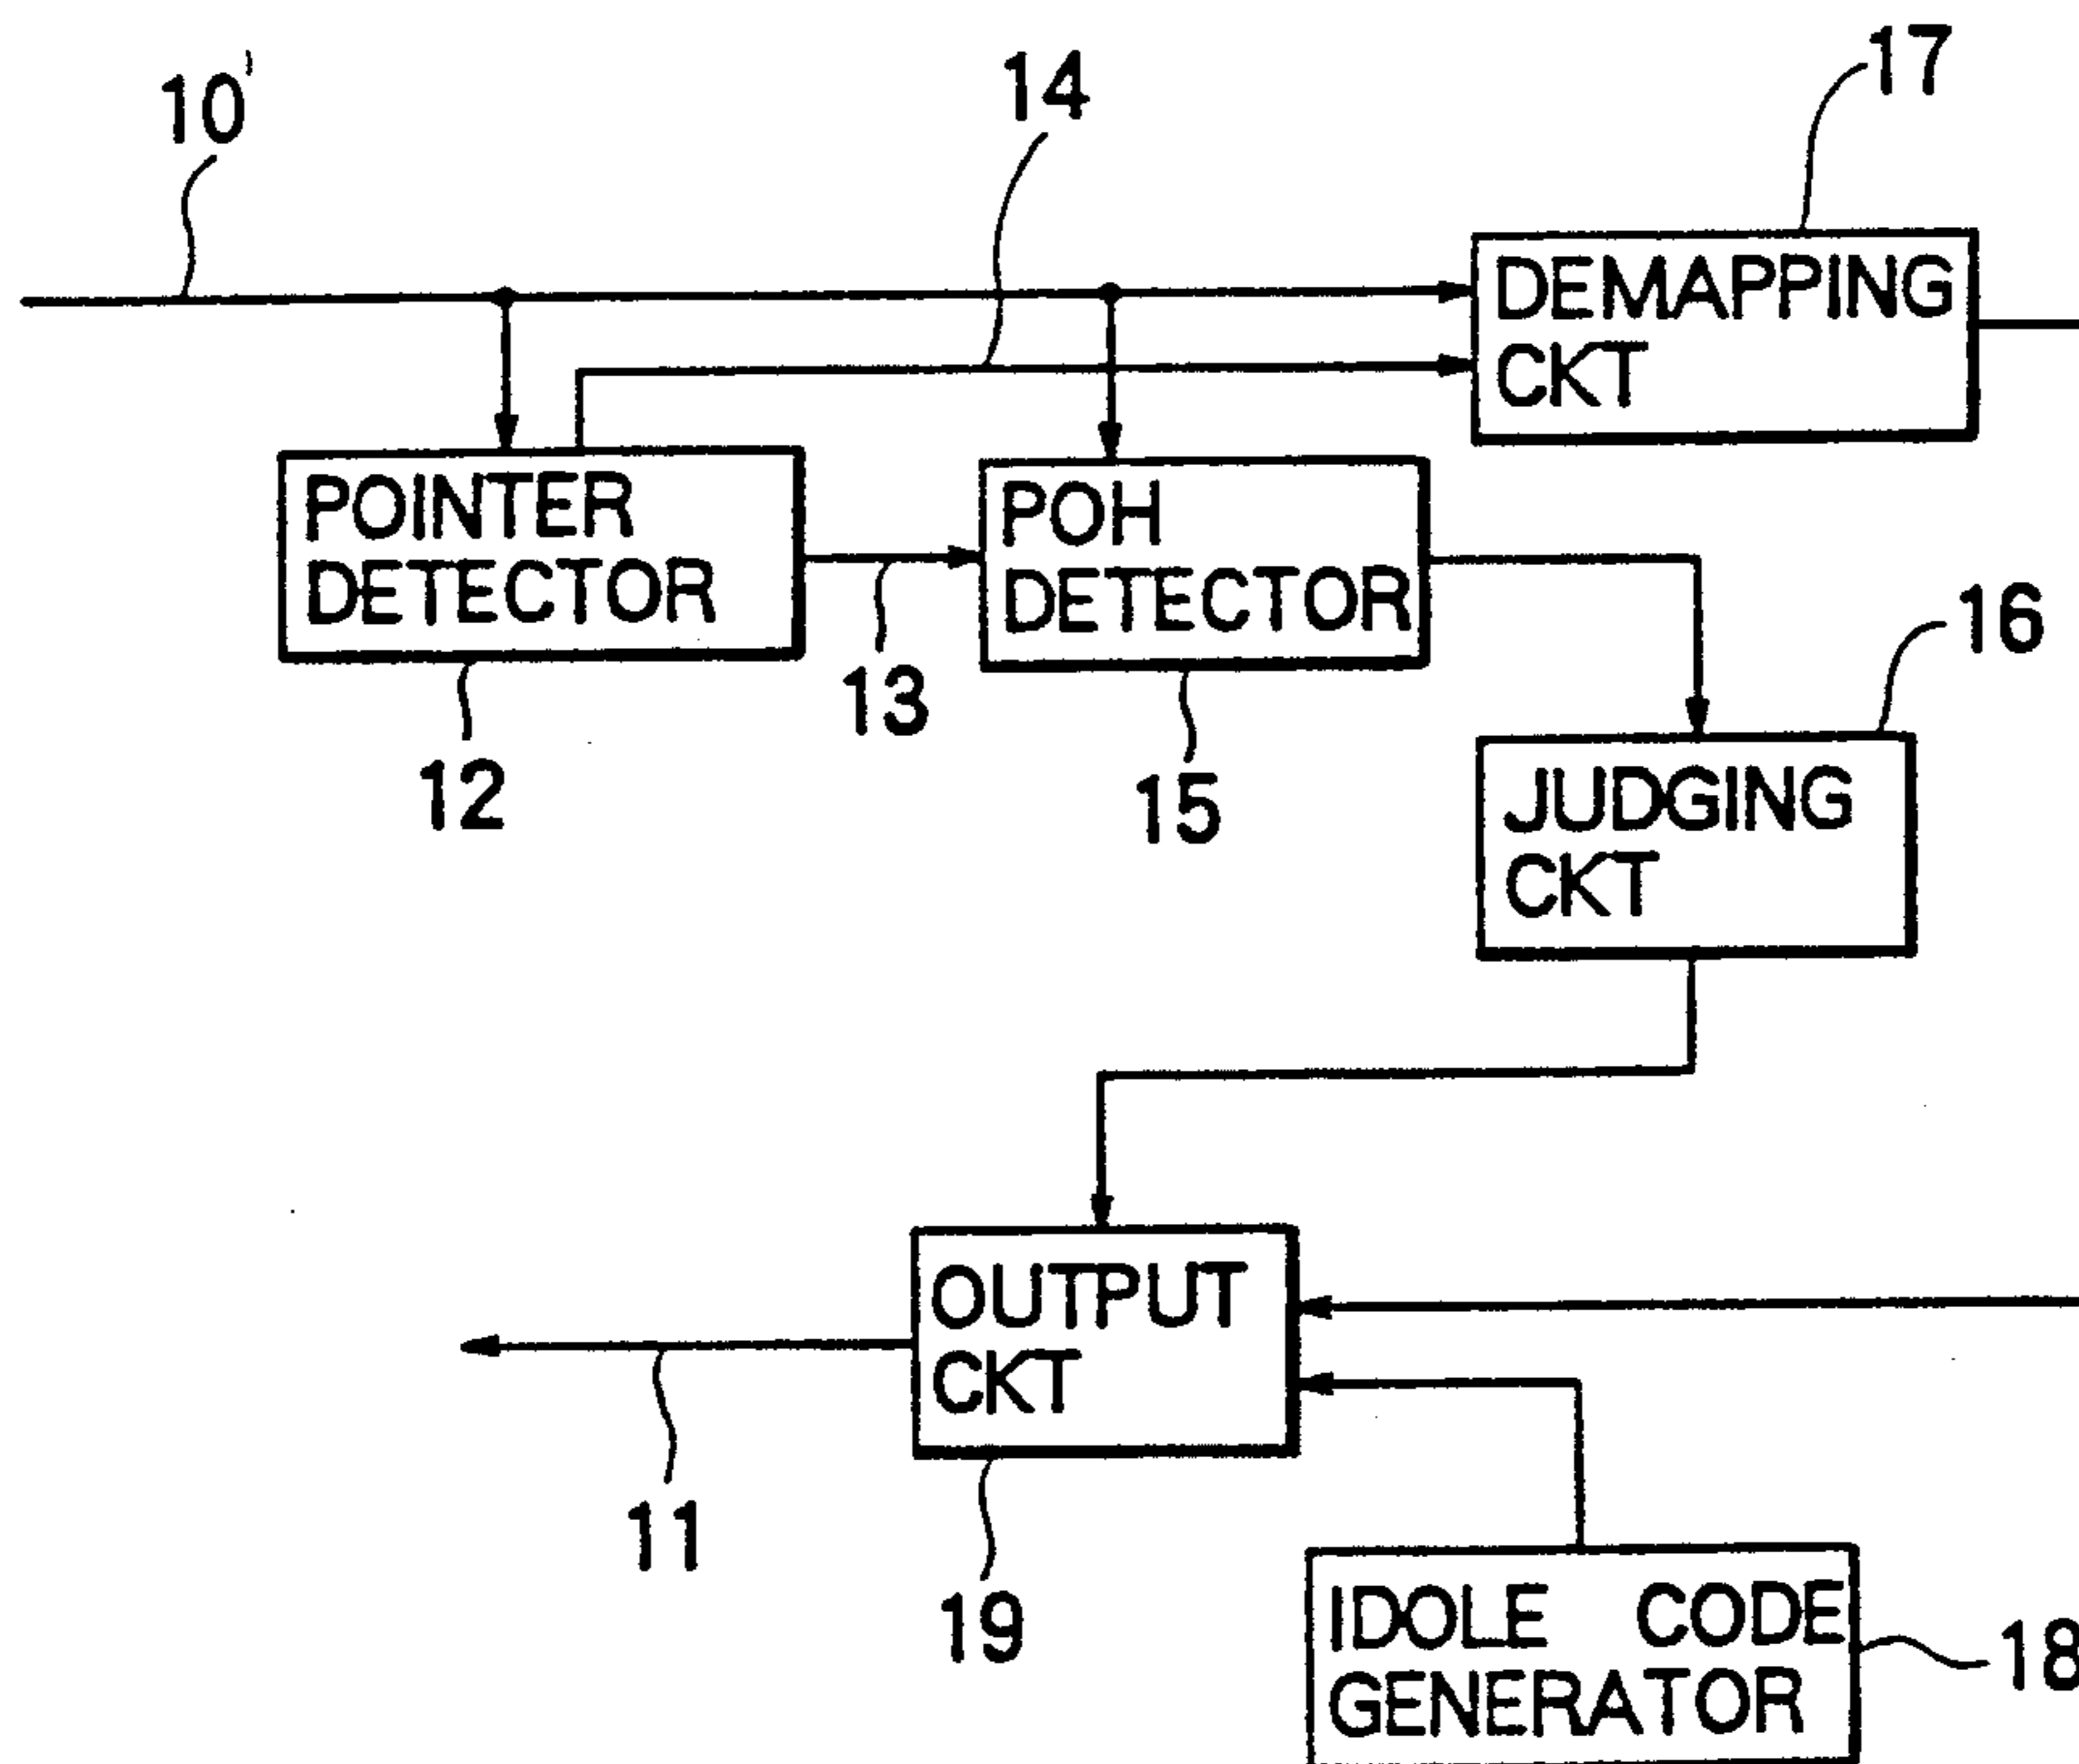 10'
14
17
DEMAPPING
CKT
POINTER
DETECTOR
POH
DETECTOR
13
16
12
15
JUDGING
CKT
OUTPUT
CKT
11
19
IDOLE CODE
GENERATOR
18